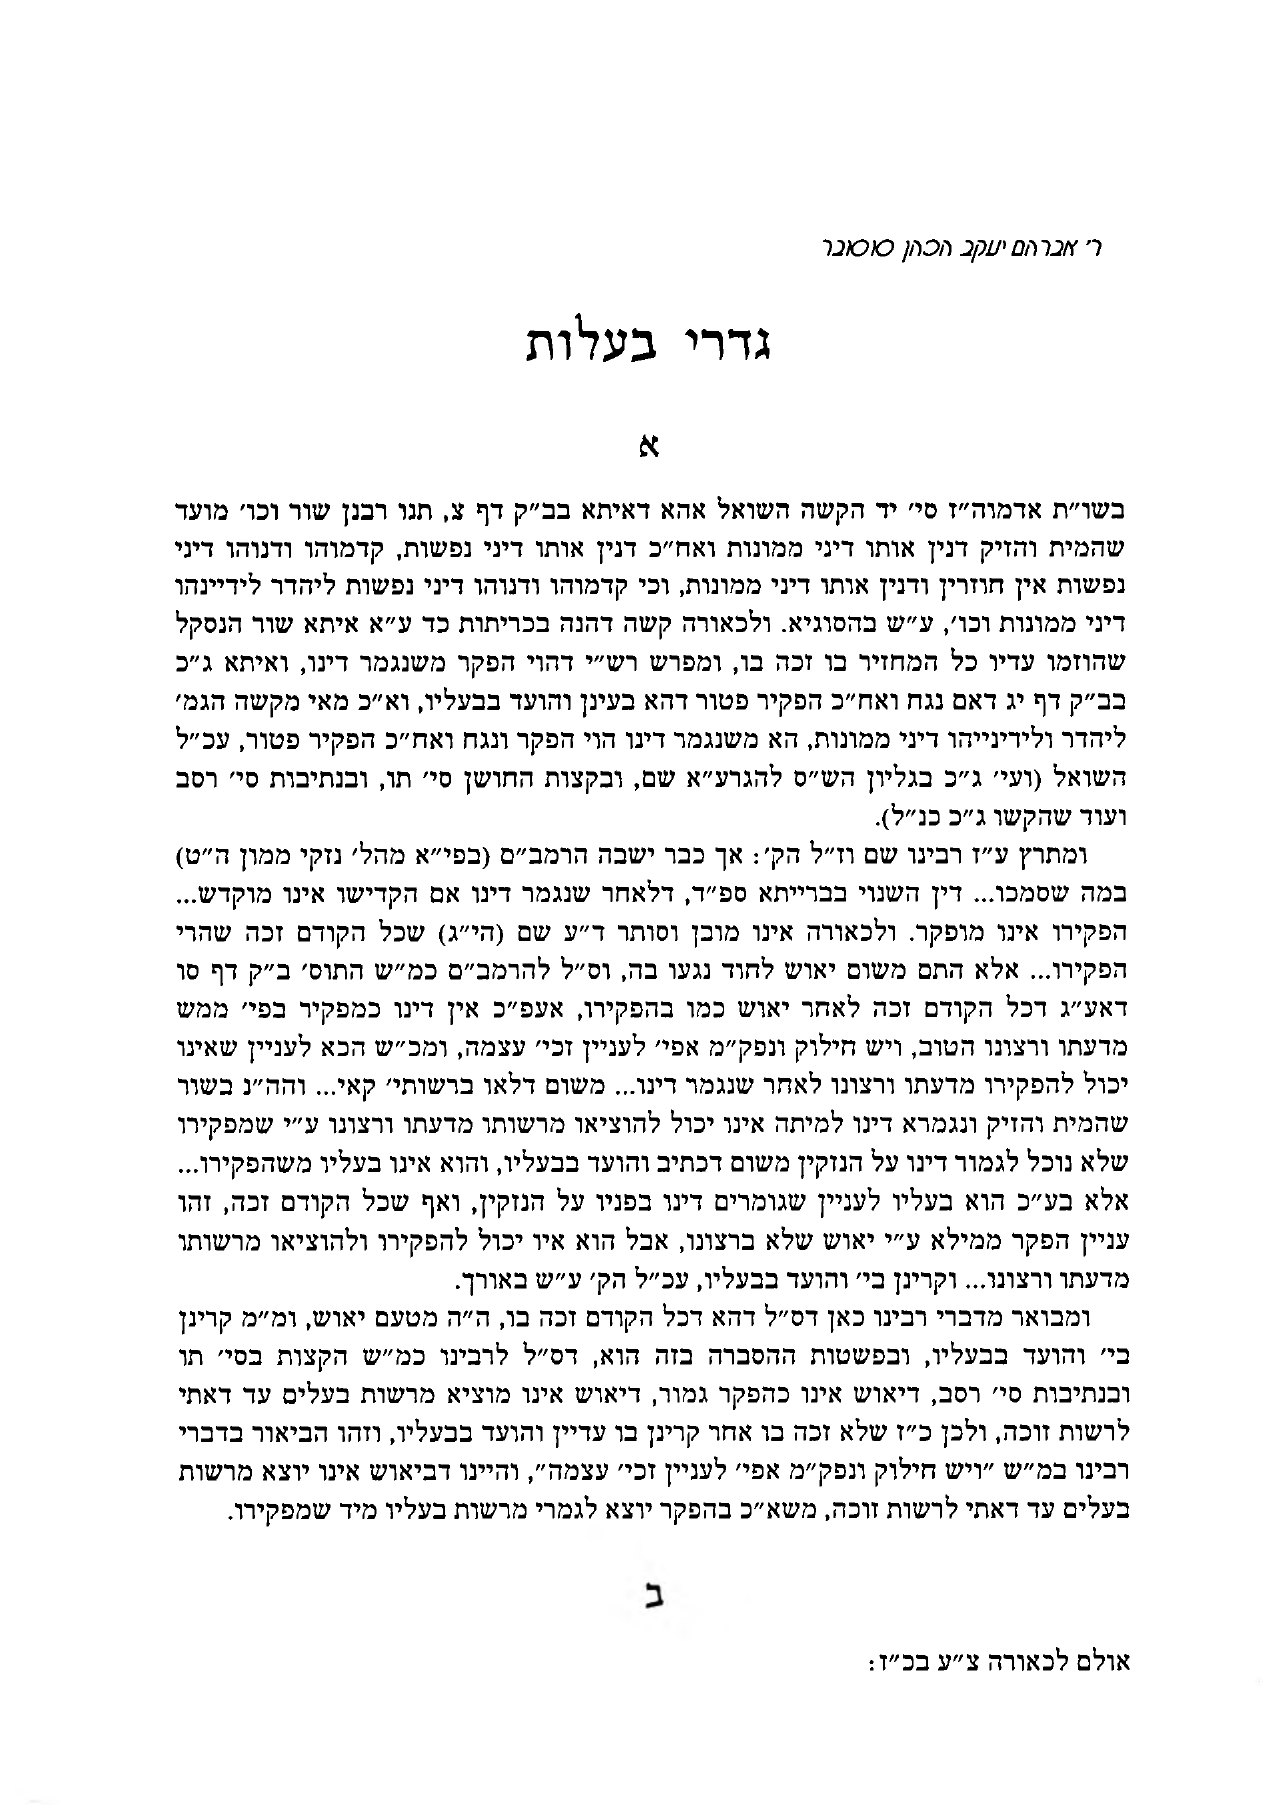 ר׳ אברהם יעקב הכהן סוסובר
גדרי בעלות
א
בשו״ת אדמוה״ז סי׳ יד הקשה השואל אהא דאיתא בב״ק דף צ, תנו רבנן שור וכו׳ מועד
שהמית והזיק דנין אותו דיני ממונות ואח״כ דנין אותו דיני נפשות, קדמוהו ודנוהו דיני
נפשות אין חוזרין ודנין אותו דיני ממונות, וכי קדמוהו ודנוהו דיני נפשות ליהדר לידיינהו
דיני ממונות וכו׳, ע״ש בהסוגיא. ולכאורה קשה דהנה בכריתות כד ע״א איתא שור הנסקל
שהוזמו עדיו כל המחזיר בו זכה בו, ומפרש רש״י דהוי הפקר משנגמר דינו, ואיתא ג״כ
בב״ק דף יג דאם נגח ואח״כ הפקיר פטור דהא בעינן והועד בבעליו, וא״כ מאי מקשה הגמ׳
ליהדר ולידינייהו דיני ממונות, הא משנגמר דינו הוי הפקר ונגח ואח״כ הפקיר פטור, עכ״ל
השואל (ועי׳ ג״כ בגליון הש״ס להגרע״א שם, ובקצות החושן סי׳ תו, ובנתיבות סי׳ רסב
ועוד שהקשו ג״כ כנ״ל).
ומתרץ ע״ז רבינו שם וז״ל הק׳: אך כבר ישבה הרמב״ם (בפי״א מהל׳ נזקי ממון ה״ט)
במה שסמכו... דין השנוי בברייתא ספ״ד, דלאחר שנגמר דינו אם הקדישו אינו מוקדש...
הפקירו אינו מופקר. ולכאורה אינו מובן וסותר ד״ע שם (הי״ג) שכל הקודם זכה שהרי
הפקירו... אלא התם משום יאוש לחוד נגעו בה, וס״ל להרמב״ם כמ״ש התוס׳ ב״ק דף סו
דאע״ג דכל הקודם זכה לאחר יאוש כמו בהפקירו, אעפ״כ אין דינו כמפקיר בפי׳ ממש
מדעתו ורצונו הטוב, ויש חילוק ונפק״מ אפי׳ לעניין זכי׳ עצמה, ומכ״ש הכא לעניין שאינו
יכול להפקירו מדעתו ורצונו לאחר שנגמר דינו... משום דלאו ברשותי׳ קאי... והה״נ בשור
שהמית והזיק ונגמרא דינו למיתה אינו יכול להוציאו מרשותו מדעתו ורצונו ע״י שמפקירו
שלא נוכל לגמור דינו על הנזקין משום דכתיב והועד בבעליו, והוא אינו בעליו משהפקירו...
אלא בע״כ הוא בעליו לעניין שגומרים דינו בפניו על הנזקין, ואף שכל הקודם זכה, זהו
עניין הפקר ממילא ע״י יאוש שלא ברצונו, אבל הוא איו יכול להפקירו ולהוציאו מרשותו
מדעתו ורצונו... וקרינן בי׳ והועד בבעליו, עכ״ל הק׳ ע״ש באורך.
ומבואר מדברי רבינו כאן דס״ל דהא דכל הקודם זכה בו, ה״ה מטעם יאוש, ומ״מ קרינן
בי׳ והועד בבעליו, ובפשטות ההסברה בזה הוא, דס״ל לרבינו כמ״ש הקצות בסי׳ תו
ובנתיבות סי׳ רסב, דיאוש אינו כהפקר גמור, דיאוש אינו מוציא מרשות בעלים עד דאתי
לרשות זוכה, ולכן כ״ז שלא זכה בו אחר קרינן בו עדיין והועד בבעליו, וזהו הביאור בדברי
רבינו במ״ש ״ויש חילוק ונפק״מ אפי׳ לעניין זכי׳ עצמה״, והיינו דביאוש אינו יוצא מרשות
בעלים עד דאתי לרשות זוכה, משא״כ בהפקר יוצא לגמרי מרשות בעליו מיד שמפקירו.
ב
אולם לכאורה צ״ע בכ״ז: